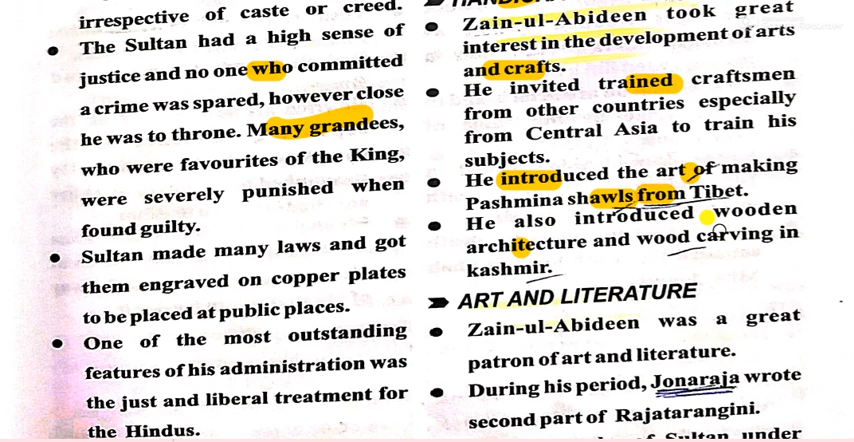 irrespective of caste or creed.
● The Sultan had a high sense of
justice and no one who committed
a crime was spared, however close
he was to throne. Many grandees,
who were favourites of the King,
were severely punished when
found guilty.
● Sultan made many laws and got
them engraved on copper plates
to be placed at public places.
● One of the most outstanding
features of his administration was
the just and liberal treatment for
the Hindus.
● Zain-ul-Abideen took great
interest in the development of arts
and crafts.
● He invited trained craftsmen
from other countries especially
from Central Asia to train his
subjects.
● He introduced the art of making
Pashmina shawls from Tibet.
● He also introduced wooden
architecture and wood carving in
kashmir.
ART AND LITERATURE
● Zain-ul-Abideen was a great
patron of art and literature.
● During his period, Jonaraja wrote
second part of Rajatarangini.
of Sultan under